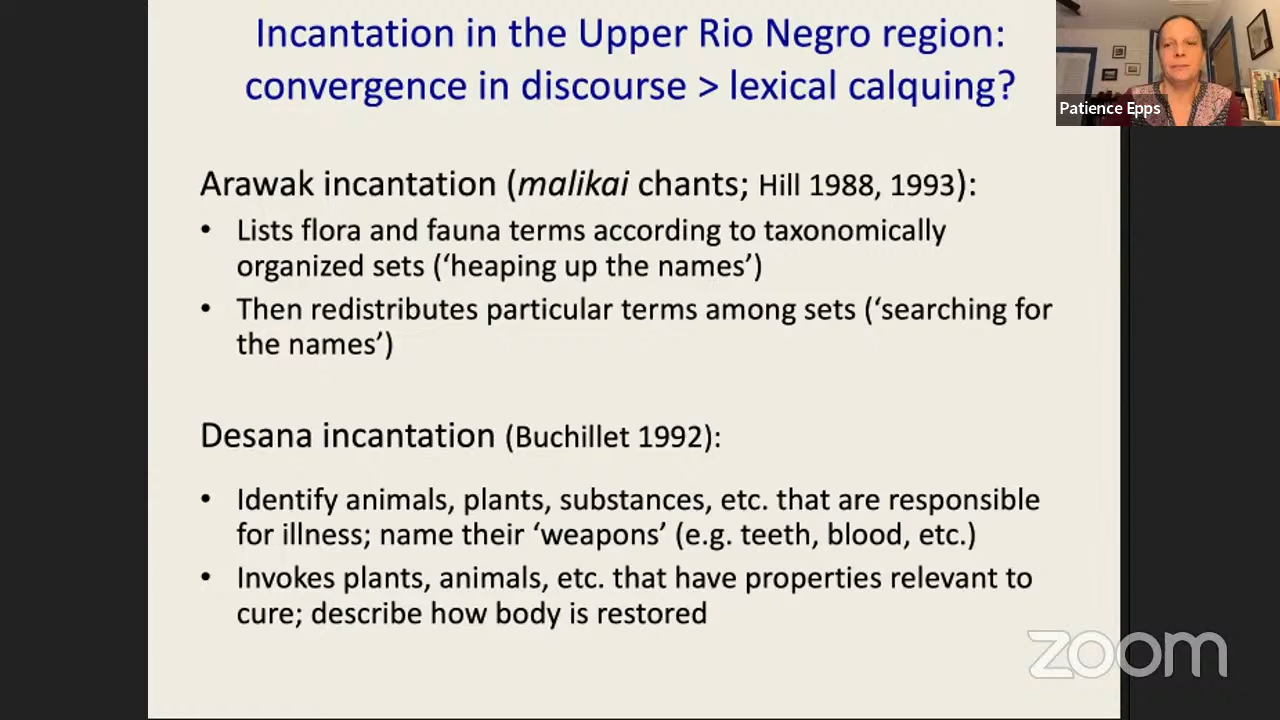 Incantation in the Upper Rio Negro region:
convergence in discourse > lexical calquing?
Patience Epps
Arawak incantation (malikai chants; Hill 1988, 1993):
• Lists flora and fauna terms according to taxonomically
organized sets (‘heaping up the names’)
• Then redistributes particular terms among sets (‘searching for
the names’)
Desana incantation (Buchillet 1992):
• Identify animals, plants, substances, etc. that are responsible
for illness; name their ‘weapons’ (e.g. teeth, blood, etc.)
• Invokes plants, animals, etc. that have properties relevant to
cure; describe how body is restored
zoom